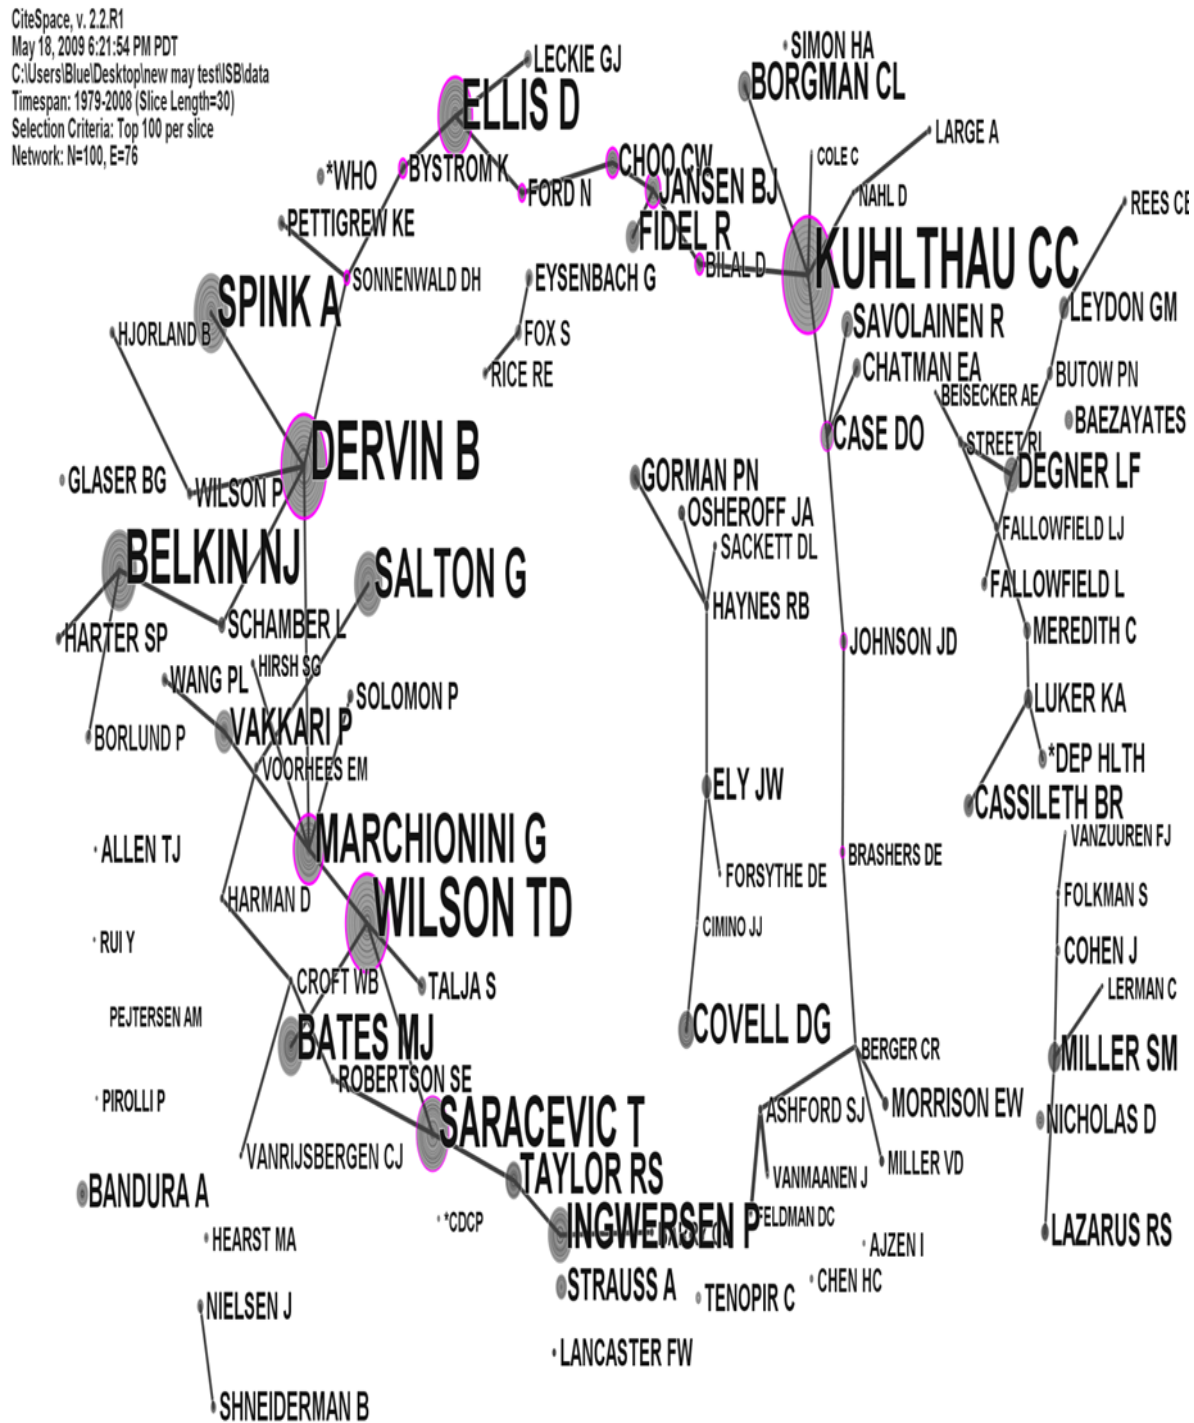 CiteSpace, v. 2.2.R1
May 18, 2009 6:21:54 PM PDT
C:\Users\Blue\Desktop\new may test\ISB\data
Timespan: 1979-2008 (Slice Length=30)
Selection Criteria: Top 100 per slice
Network: N=100, E=76
SIMON HA
LECKIE GJ
BORGMAN CL
ELLIS D
LARGE A
COLE C
CHOO CW
BYSTROM K
*WHO
JANSEN BJ
FORD N
NAHL D
REES CE
PETTIGREW KE
FIDEL R
KUHLTHAU CC
BILAL D
SONNENWALD DH
EYSENBACH G
SPINK A
LEYDON GM
SAVOLAINEN R
HJORLAND B
FOX S
CHATMAN EA
RICE RE
BUTOW PN
BEISECKER AE
BAEZAYATES
CASE DO
STREET RL
DERVIN B
DEGNER LF
GORMAN PN
GLASER BG
WILSON P
OSHEROFF JA
FALLOWFIELD LJ
SACKETT DL
BELKIN NJ
SALTON G
FALLOWFIELD L
HAYNES RB
SCHAMBER L
MEREDITH C
HARTER SP
JOHNSON JD
HIRSH SG
WANG PL
SOLOMON P
LUKER KA
VAKKARI P
BORLUND P
*DEP HLTH
VOORHEES EM
ELY JW
CASSILETH BR
MARCHIONINI G
VANZUUREN FJ
ALLEN TJ
BRASHERS DE
FORSYTHE DE
FOLKMAN S
HARMAN D
WILSON TD
CIMINO JJ
RUI Y
COHEN J
CROFT WB
TALJA S
LERMAN C
PEJTERSEN AM
COVELL DG
BATES MJ
BERGER CR
MILLER SM
ROBERTSON SE
PIROLLI P
MORRISON EW
ASHFORD SJ
SARACEVIC T
NICHOLAS D
VANRIJSBERGEN CJ
MILLER VD
TAYLOR RS
VANMAANEN J
BANDURA A
FELDMAN DC
*CDCP
INGWERSEN P
LAZARUS RS
HEARST MA
AJZEN I
CHEN HC
STRAUSS A
TENOPIR C
NIELSEN J
LANCASTER FW
SHNEIDERMAN B